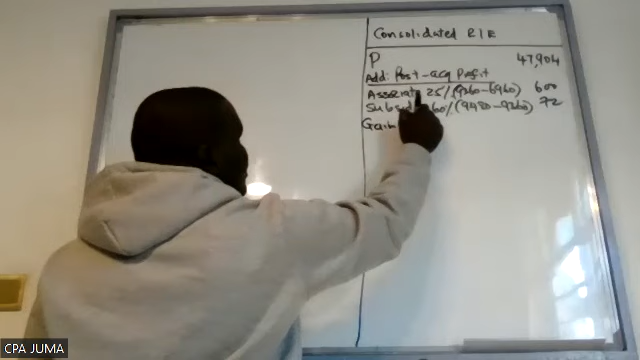 Consolidated R/E
P 47,904
Add: Post-acq Profit
Associate 25%(9360-6960) 600
Subsid 60%(9480-9360) 72
Gain
CPA JUMA